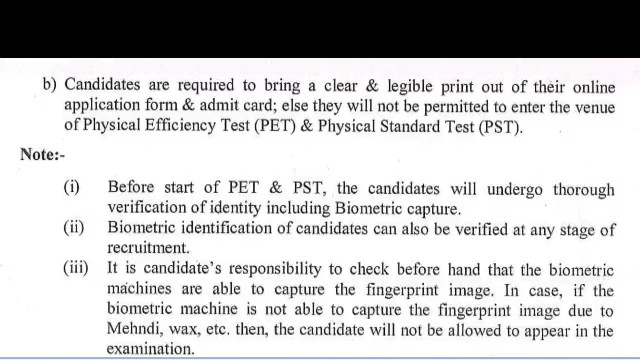 b) Candidates are required to bring a clear & legible print out of their online
application form & admit card; else they will not be permitted to enter the venue
of Physical Efficiency Test (PET) & Physical Standard Test (PST).
Note:-
(i) Before start of PET & PST, the candidates will undergo thorough
verification of identity including Biometric capture.
(ii) Biometric identification of candidates can also be verified at any stage of
recruitment.
(iii) It is candidate's responsibility to check before hand that the biometric
machines are able to capture the fingerprint image. In case, if the
biometric machine is not able to capture the fingerprint image due to
Mehndi, wax, etc. then, the candidate will not be allowed to appear in the
examination.